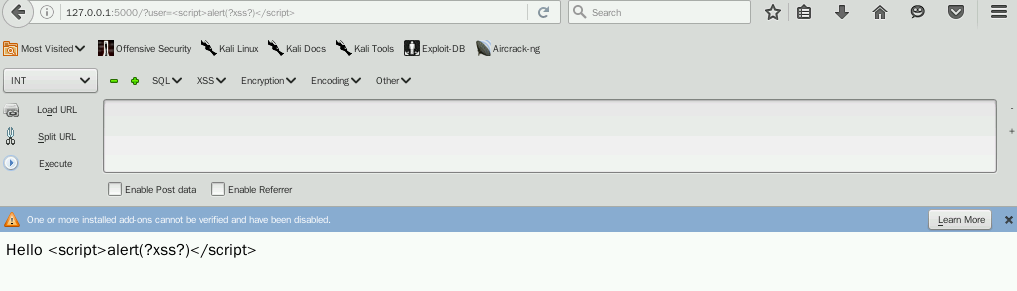 127.0.0.1:5000/?user=<script>alert(?xss?)</script>
Search
Most Visited Offensive Security Kali Linux Kali Docs Kali Tools Exploit-DB Aircrack-ng
INT SQL XSS Encryption Encoding Other
Load URL
Split URL
Execute
Enable Post data Enable Referrer
One or more installed add-ons cannot be verified and have been disabled. Learn More
Hello <script>alert(?xss?)</script>